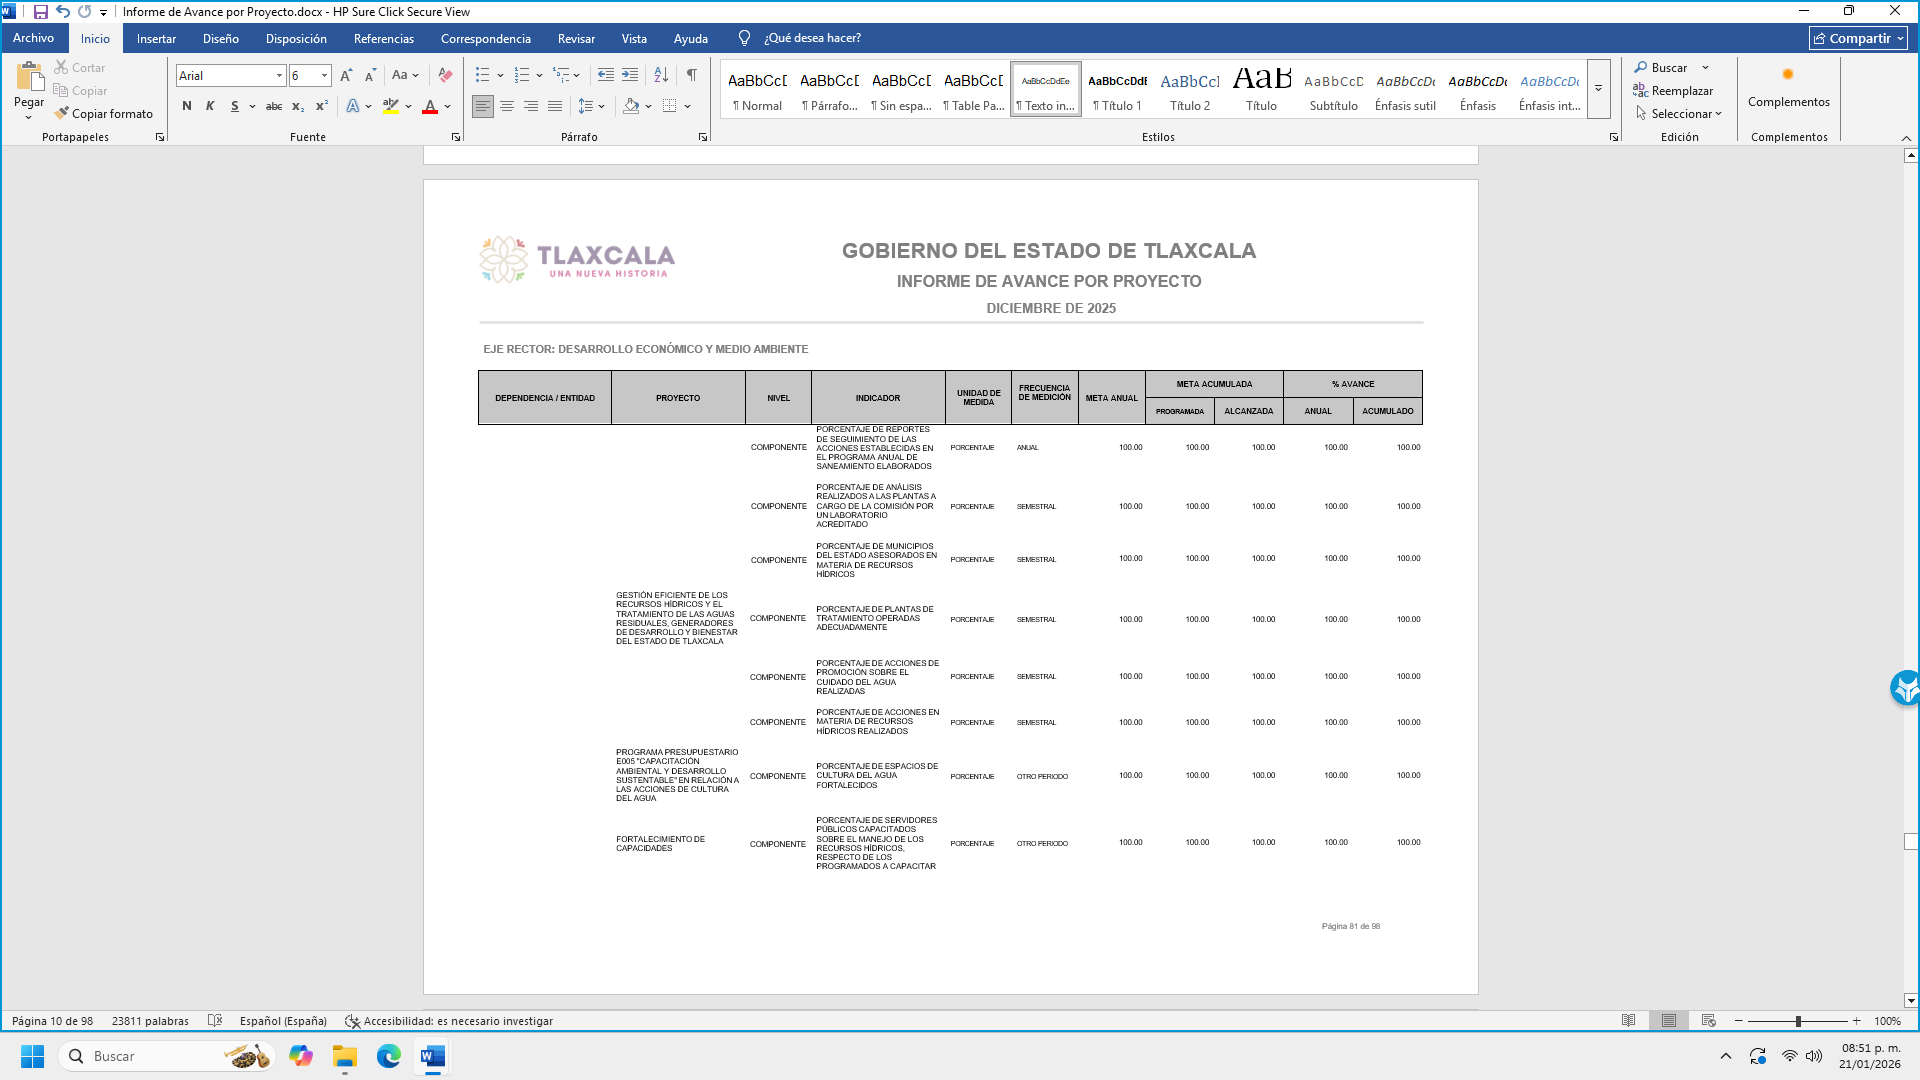 Informe de Avance por Proyecto.docx - HP Sure Click Secure View
Archivo Inicio Insertar Diseño Disposición Referencias Correspondencia Revisar Vista Ayuda ¿Qué desea hacer? Compartir
Pegar
Cortar
Copiar
Copiar formato
Portapapeles
Arial 6
Fuente
Párrafo
AaBbCcD AaBbCcD AaBbCcD AaBbCcD AaBbCcDdEe AaBbCcDdE AaBbCcI AaB AaBbCcD AaBbCcDc AaBbCcDc AaBbCcDc
¶ Normal ¶ Párrafo... ¶ Sin espa... ¶ Table Pa... ¶ Texto in... ¶ Título 1 Título 2 Título Subtítulo Énfasis sutil Énfasis Énfasis int...
Estilos
Buscar
Reemplazar
Seleccionar
Edición
Complementos
Complementos
TLAXCALA
UNA NUEVA HISTORIA
GOBIERNO DEL ESTADO DE TLAXCALA
INFORME DE AVANCE POR PROYECTO
DICIEMBRE DE 2025
EJE RECTOR: DESARROLLO ECONÓMICO Y MEDIO AMBIENTE
DEPENDENCIA / ENTIDAD PROYECTO NIVEL INDICADOR UNIDAD DE MEDIDA FRECUENCIA DE MEDICIÓN META ANUAL META ACUMULADA % AVANCE
PROGRAMADA ALCANZADA ANUAL ACUMULADO
COMPONENTE
PORCENTAJE DE REPORTES
DE SEGUIMIENTO DE LAS
ACCIONES ESTABLECIDAS EN
EL PROGRAMA ANUAL DE
SANEAMIENTO ELABORADOS
PORCENTAJE ANUAL 100.00 100.00 100.00 100.00 100.00
COMPONENTE
PORCENTAJE DE ANÁLISIS
REALIZADOS A LAS PLANTAS A
CARGO DE LA COMISIÓN POR
UN LABORATORIO
ACREDITADO
PORCENTAJE SEMESTRAL 100.00 100.00 100.00 100.00 100.00
COMPONENTE
PORCENTAJE DE MUNICIPIOS
DEL ESTADO ASESORADOS EN
MATERIA DE RECURSOS
HÍDRICOS
PORCENTAJE SEMESTRAL 100.00 100.00 100.00 100.00 100.00
GESTIÓN EFICIENTE DE LOS
RECURSOS HÍDRICOS Y EL
TRATAMIENTO DE LAS AGUAS
RESIDUALES, GENERADORES
DE DESARROLLO Y BIENESTAR
DEL ESTADO DE TLAXCALA
COMPONENTE
PORCENTAJE DE PLANTAS DE
TRATAMIENTO OPERADAS
ADECUADAMENTE
PORCENTAJE SEMESTRAL 100.00 100.00 100.00 100.00 100.00
COMPONENTE
PORCENTAJE DE ACCIONES DE
PROMOCIÓN SOBRE EL
CUIDADO DEL AGUA
REALIZADAS
PORCENTAJE SEMESTRAL 100.00 100.00 100.00 100.00 100.00
COMPONENTE
PORCENTAJE DE ACCIONES EN
MATERIA DE RECURSOS
HÍDRICOS REALIZADOS
PORCENTAJE SEMESTRAL 100.00 100.00 100.00 100.00 100.00
PROGRAMA PRESUPUESTARIO
E005 "CAPACITACIÓN
AMBIENTAL Y DESARROLLO
SUSTENTABLE" EN RELACIÓN A
LAS ACCIONES DE CULTURA
DEL AGUA
COMPONENTE
PORCENTAJE DE ESPACIOS DE
CULTURA DEL AGUA
FORTALECIDOS
PORCENTAJE OTRO PERIODO 100.00 100.00 100.00 100.00 100.00
FORTALECIMIENTO DE
CAPACIDADES
COMPONENTE
PORCENTAJE DE SERVIDORES
PÚBLICOS CAPACITADOS
SOBRE EL MANEJO DE LOS
RECURSOS HÍDRICOS,
RESPECTO DE LOS
PROGRAMADOS A CAPACITAR
PORCENTAJE OTRO PERIODO 100.00 100.00 100.00 100.00 100.00
Página 81 de 98
Página 10 de 98 23811 palabras Español (España) Accesibilidad: es necesario investigar 100%
Buscar
08:51 p. m.
21/01/2026